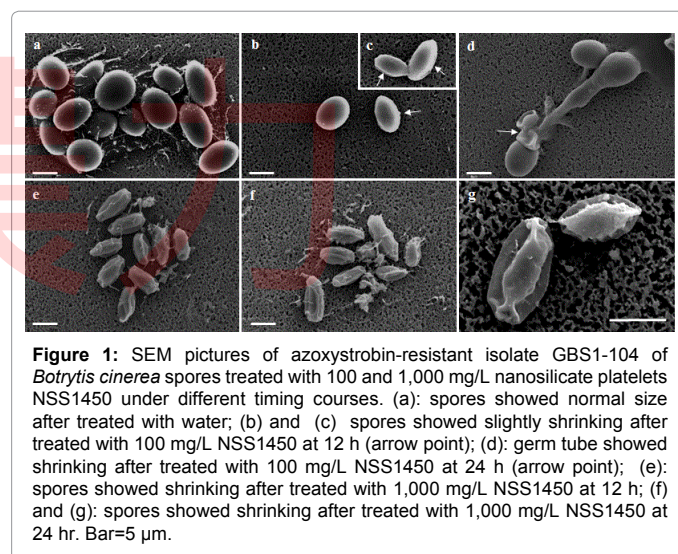 a
b
c
d
e
f
g
Figure 1: SEM pictures of azoxystrobin-resistant isolate GBS1-104 of
Botrytis cinerea spores treated with 100 and 1,000 mg/L nanosilicate platelets
NSS1450 under different timing courses. (a): spores showed normal size
after treated with water; (b) and (c) spores showed slightly shrinking after
treated with 100 mg/L NSS1450 at 12 h (arrow point); (d): germ tube showed
shrinking after treated with 100 mg/L NSS1450 at 24 h (arrow point); (e):
spores showed shrinking after treated with 1,000 mg/L NSS1450 at 12 h; (f)
and (g): spores showed shrinking after treated with 1,000 mg/L NSS1450 at
24 hr. Bar=5 µm.